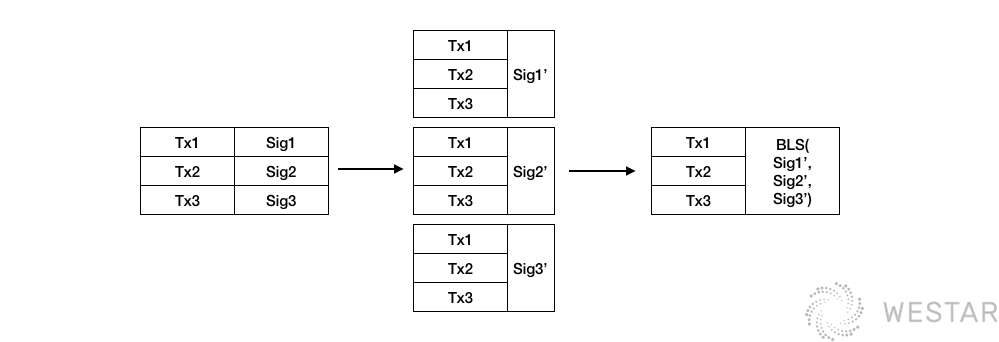 Tx1 Sig1
Tx2 Sig2
Tx3 Sig3
Tx1
Tx2
Tx3
Sig1’
Tx1
Tx2
Tx3
Sig2’
Tx1
Tx2
Tx3
Sig3’
Tx1
Tx2
Tx3
BLS(
Sig1’,
Sig2’,
Sig3’)
WESTAR